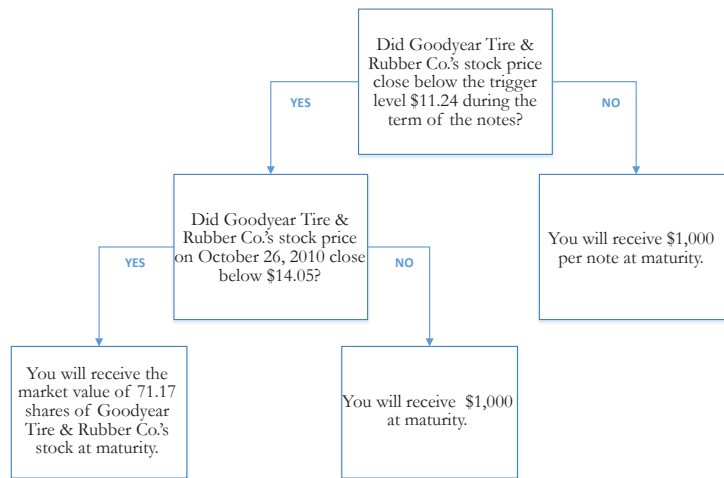 Did Goodyear Tire &
Rubber Co.'s stock price
close below the trigger
level $11.24 during the
term of the notes?
YES
NO
Did Goodyear Tire &
Rubber Co.'s stock price
on October 26, 2010 close
below $14.05?
You will receive $1,000
per note at maturity.
YES
NO
You will receive the
market value of 71.17
shares of Goodyear
Tire & Rubber Co.'s
stock at maturity.
You will receive $1,000
at maturity.